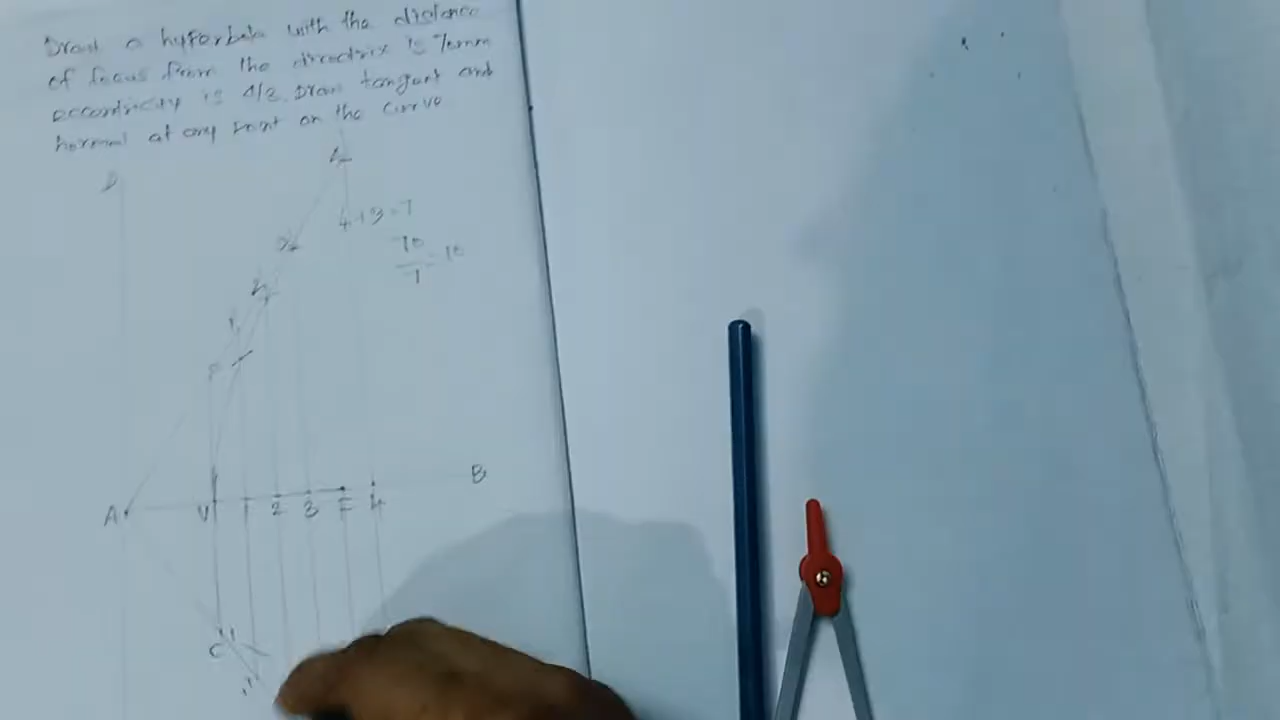 Draw a hyperbola with the distance
of focus from the directrix is 70mm
eccentricity is 4/3. Draw tangent and
normal at any point on the curve
D
4+3=7
70
7 =10
B
A V 1 2 3 F 4
C